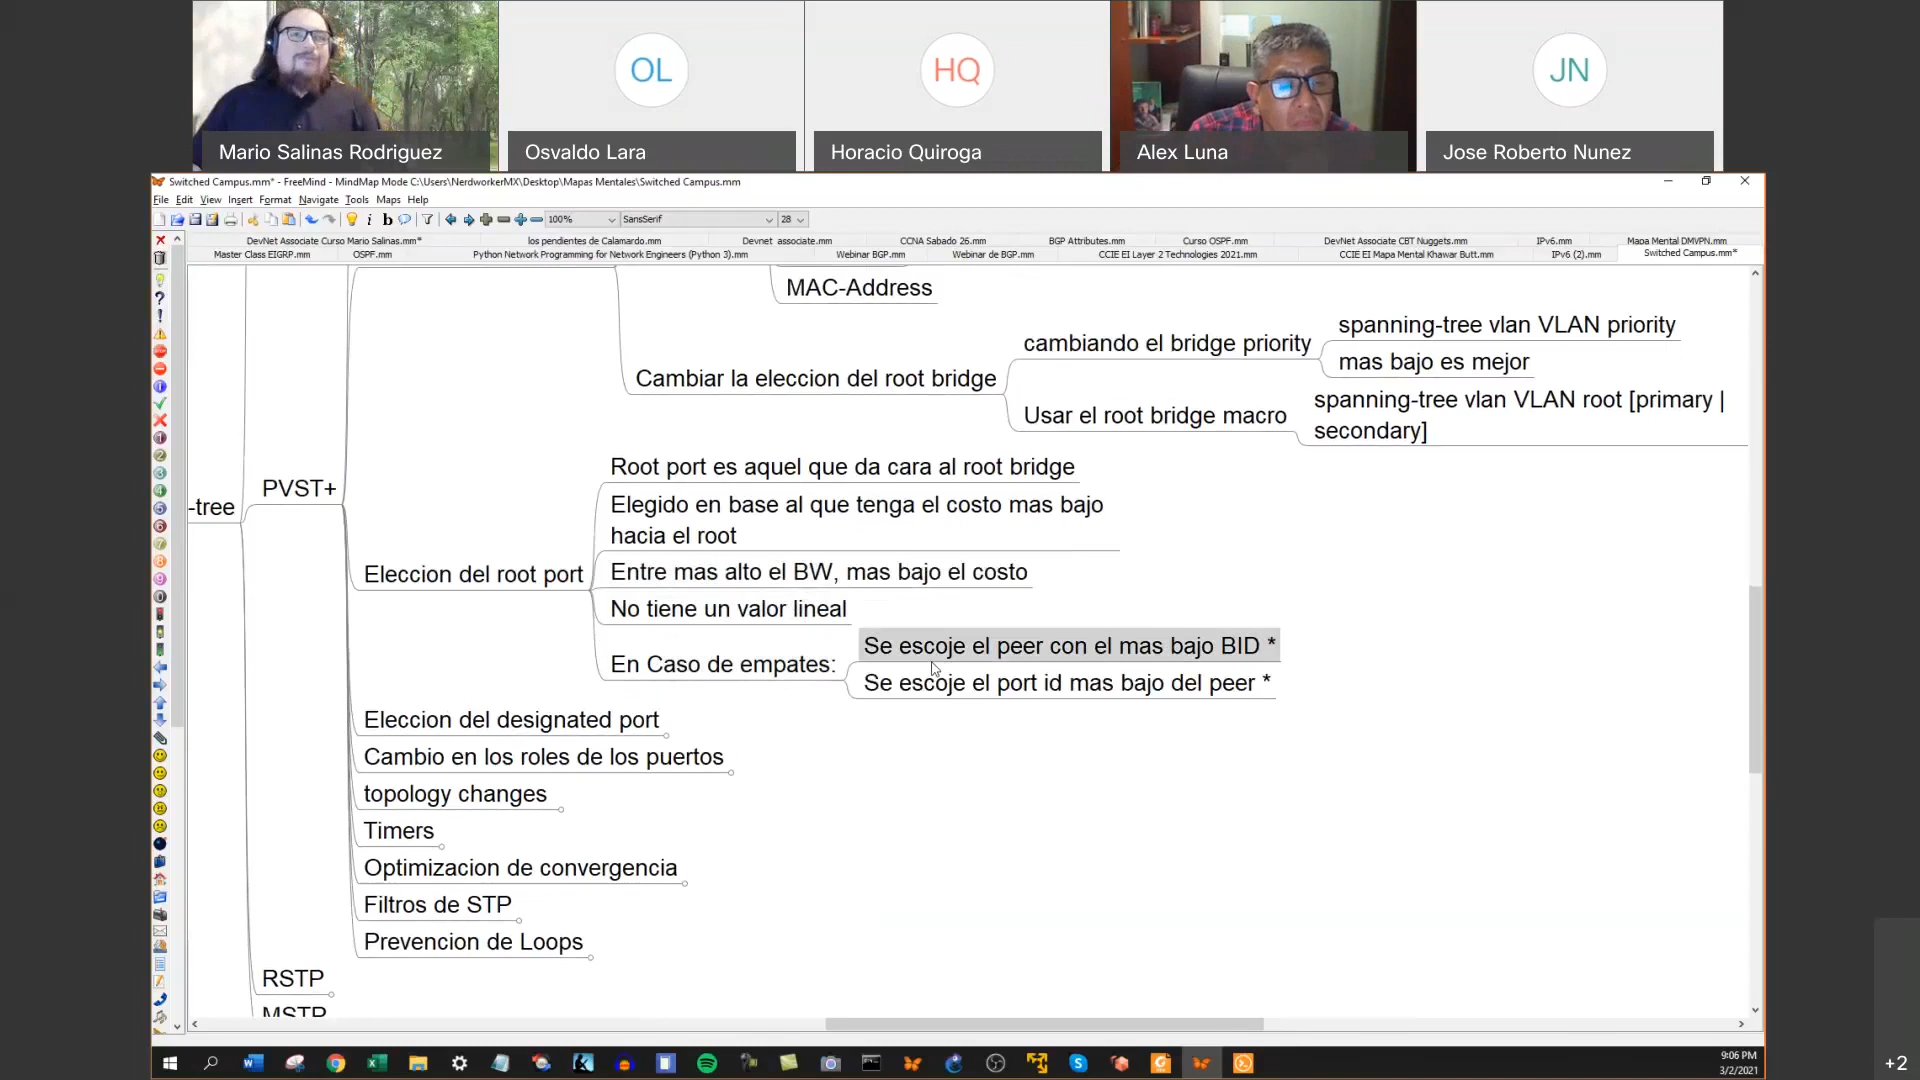 OL
HQ
JN
Mario Salinas Rodriguez
Osvaldo Lara
Horacio Quiroga
Alex Luna
Jose Roberto Nunez
Switched Campus.mm* - FreeMind - MindMap Mode C:\Users\NerdworkerMX\Desktop\Mapas Mentales\Switched Campus.mm
File Edit View Insert Format Navigate Tools Maps Help
100% SansSerif 28
DevNet Associate Curso Mario Salinas.mm* los pendientes de Calamardo.mm Devnet associate.mm CCNA Sabado 26.mm BGP Attributes.mm Curso OSPF.mm DevNet Associate CBT Nuggets.mm IPv6.mm Mapa Mental DMVPN.mm
Master Class EIGRP.mm OSPF.mm Python Network Programming for Network Engineers (Python 3).mm Webinar BGP.mm Webinar de BGP.mm CCIE EI Layer 2 Technologies 2021.mm CCIE EI Mapa Mental Khawar Butt.mm IPv6 (2).mm Switched Campus.mm*
MAC-Address
spanning-tree vlan VLAN priority
cambiando el bridge priority
mas bajo es mejor
Cambiar la eleccion del root bridge
spanning-tree vlan VLAN root [primary |
secondary]
Usar el root bridge macro
Root port es aquel que da cara al root bridge
PVST+
-tree
Elegido en base al que tenga el costo mas bajo
hacia el root
Eleccion del root port
Entre mas alto el BW, mas bajo el costo
No tiene un valor lineal
Se escoje el peer con el mas bajo BID *
En Caso de empates:
Se escoje el port id mas bajo del peer *
Eleccion del designated port
Cambio en los roles de los puertos
topology changes
Timers
Optimizacion de convergencia
Filtros de STP
Prevencion de Loops
RSTP
MSTP
9:06 PM
3/2/2021
+2